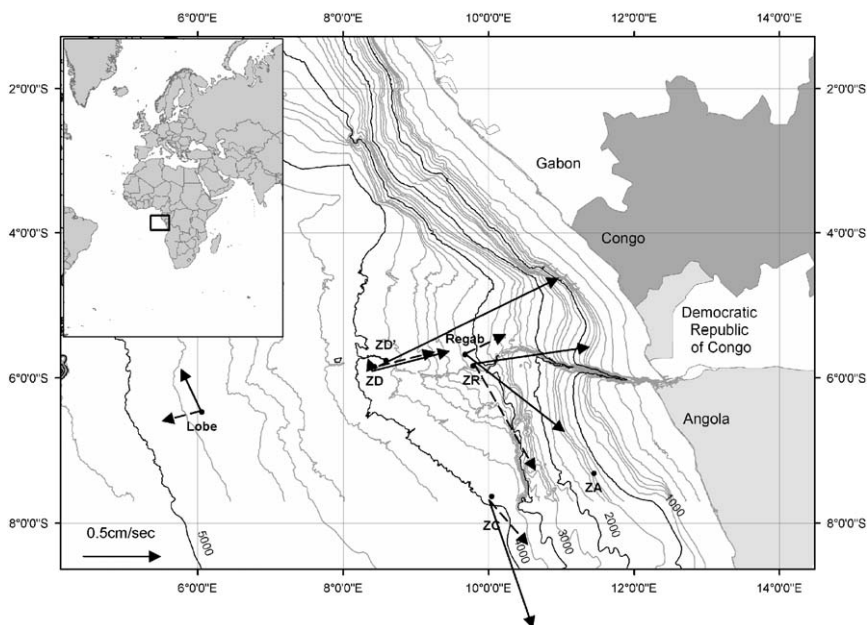 6°0'0"E
8°0'0"E
10°0'0"E
12°0'0"E
14°0'0"E
2°0'0"S
2°0'0"S
Gabon
4°0'0"S
Congo
4°0'0"S
Democratic
Republic
of Congo
ZD'
Regab
6°0'0"S
ZD
ZR'
6°0'0"S
Lobe
Angola
ZA
1000
8°0'0"S
0.5cm/sec
5000
ZC
4000
3000
2000
8°0'0"S
6°0'0"E
8°0'0"E
10°0'0"E
12°0'0"E
14°0'0"E